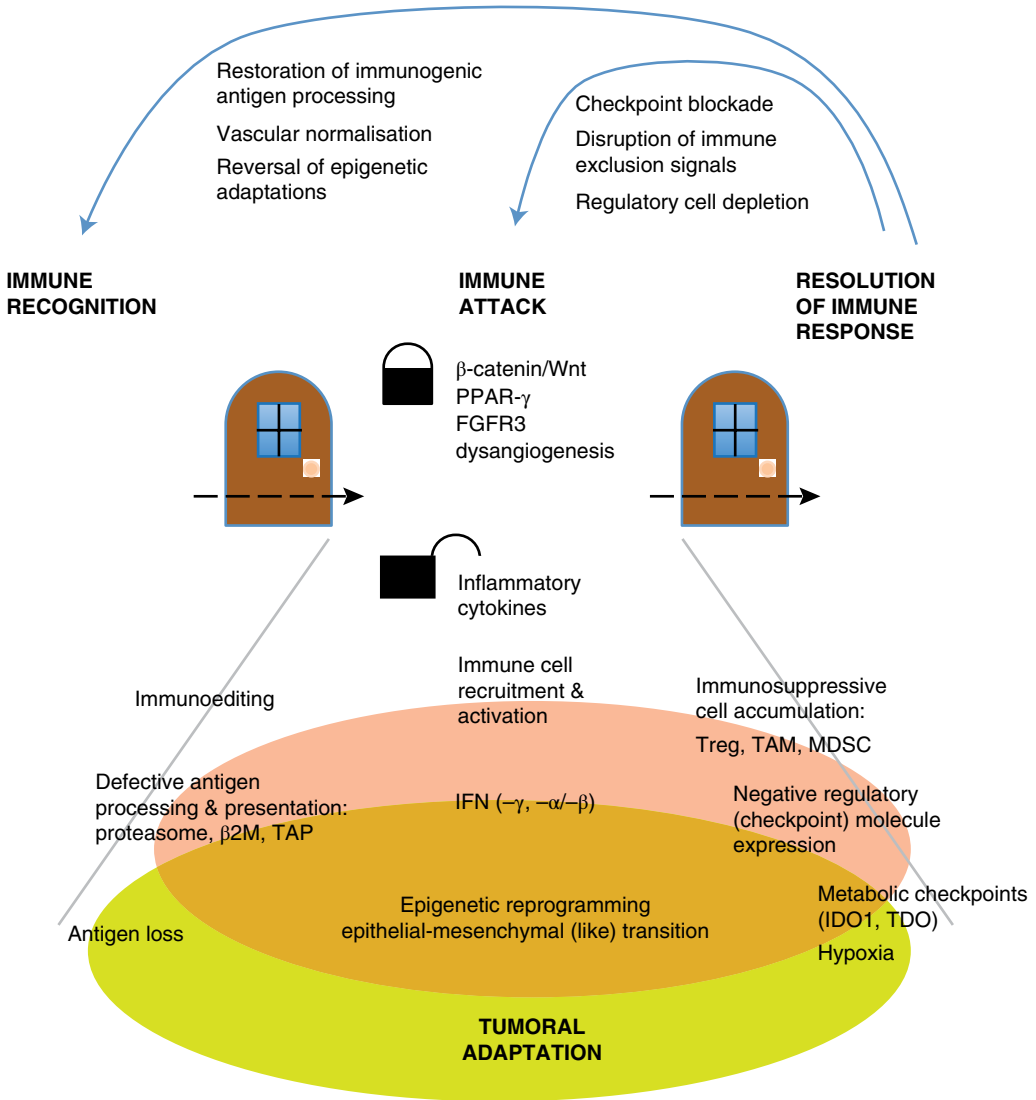 Restoration of immunogenic
antigen processing
Vascular normalisation
Reversal of epigenetic
adaptations
Checkpoint blockade
Disruption of immune
exclusion signals
Regulatory cell depletion
IMMUNE
RECOGNITION
IMMUNE
ATTACK
RESOLUTION
OF IMMUNE
RESPONSE
β-catenin/Wnt
PPAR-γ
FGFR3
dysangiogenesis
Inflammatory
cytokines
Immune cell
recruitment &
activation
Immunoediting
Immunosuppressive
cell accumulation:
Treg, TAM, MDSC
Defective antigen
processing & presentation:
proteasome, β2M, TAP
IFN (–γ, –α/–β)
Negative regulatory
(checkpoint) molecule
expression
Epigenetic reprogramming
epithelial-mesenchymal (like) transition
Metabolic checkpoints
(IDO1, TDO)
Hypoxia
Antigen loss
TUMORAL
ADAPTATION